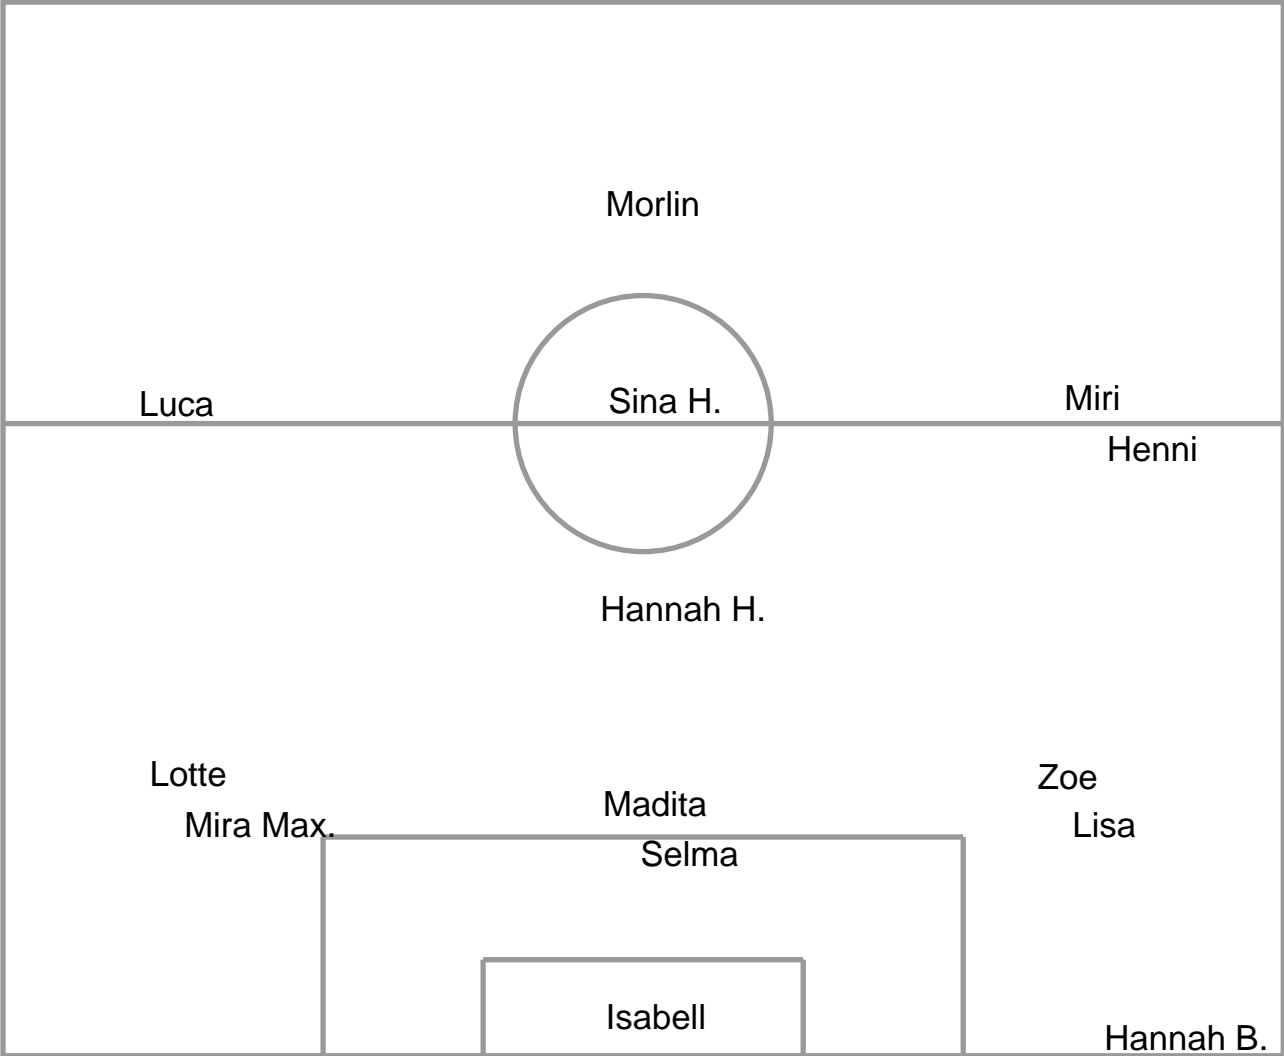 Morlin
Luca
Sina H.
Miri
Henni
Hannah H.
Lotte
Mira Max.
Madita
Selma
Zoe
Lisa
Isabell
Hannah B.